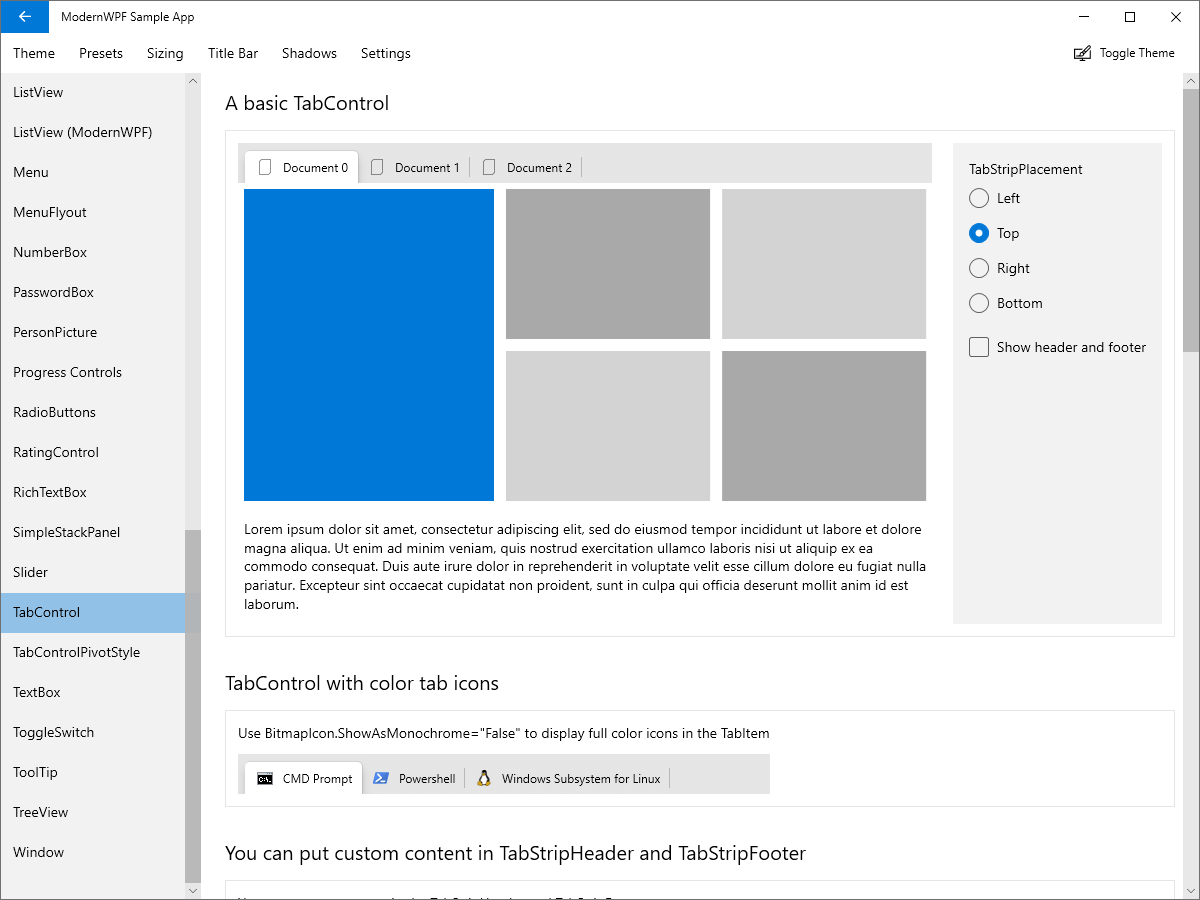 ModernWPF Sample App
Theme Presets Sizing Title Bar Shadows Settings Toggle Theme
ListView
ListView (ModernWPF)
Menu
MenuFlyout
NumberBox
PasswordBox
PersonPicture
Progress Controls
RadioButtons
RatingControl
RichTextBox
SimpleStackPanel
Slider
TabControl
TabControlPivotStyle
TextBox
ToggleSwitch
ToolTip
TreeView
Window
A basic TabControl
Document 0 Document 1 Document 2
Lorem ipsum dolor sit amet, consectetur adipiscing elit, sed do eiusmod tempor incididunt ut labore et dolore
magna aliqua. Ut enim ad minim veniam, quis nostrud exercitation ullamco laboris nisi ut aliquip ex ea
commodo consequat. Duis aute irure dolor in reprehenderit in voluptate velit esse cillum dolore eu fugiat nulla
pariatur. Excepteur sint occaecat cupidatat non proident, sunt in culpa qui officia deserunt mollit anim id est
laborum.
TabStripPlacement
Left
Top
Right
Bottom
Show header and footer
TabControl with color tab icons
Use BitmapIcon.ShowAsMonochrome="False" to display full color icons in the TabItem
CMD Prompt Powershell Windows Subsystem for Linux
You can put custom content in TabStripHeader and TabStripFooter